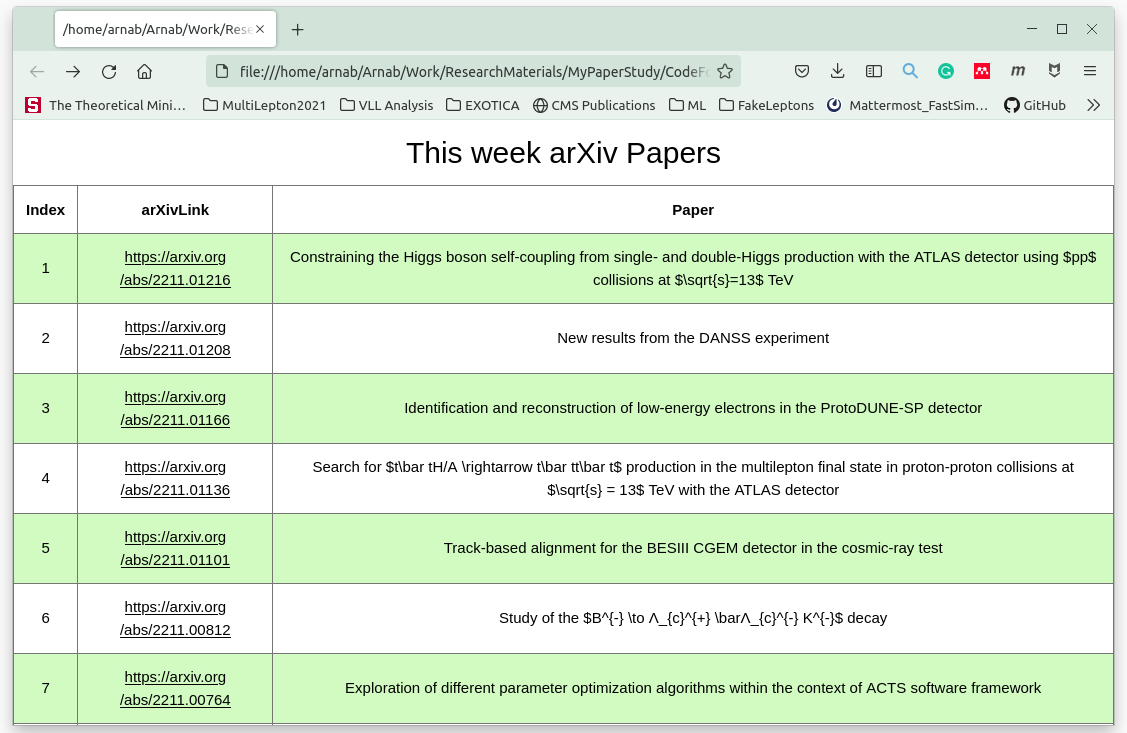 /home/arnab/Arnab/Work/Rese
file:///home/arnab/Arnab/Work/ResearchMaterials/MyPaperStudy/CodeFo
The Theoretical Mini… MultiLepton2021 VLL Analysis EXOTICA CMS Publications ML FakeLeptons Mattermost_FastSim… GitHub
This week arXiv Papers
Index arXivLink Paper
1
https://arxiv.org
/abs/2211.01216
Constraining the Higgs boson self-coupling from single- and double-Higgs production with the ATLAS detector using $pp$
collisions at $\sqrt{s}=13$ TeV
2
https://arxiv.org
/abs/2211.01208
New results from the DANSS experiment
3
https://arxiv.org
/abs/2211.01166
Identification and reconstruction of low-energy electrons in the ProtoDUNE-SP detector
4
https://arxiv.org
/abs/2211.01136
Search for $t\bar tH/A \rightarrow t\bar tt\bar t$ production in the multilepton final state in proton-proton collisions at
$\sqrt{s} = 13$ TeV with the ATLAS detector
5
https://arxiv.org
/abs/2211.01101
Track-based alignment for the BESIII CGEM detector in the cosmic-ray test
6
https://arxiv.org
/abs/2211.00812
Study of the $B^{-} \to Λ_{c}^{+} \barΛ_{c}^{-} K^{-}$ decay
7
https://arxiv.org
/abs/2211.00764
Exploration of different parameter optimization algorithms within the context of ACTS software framework